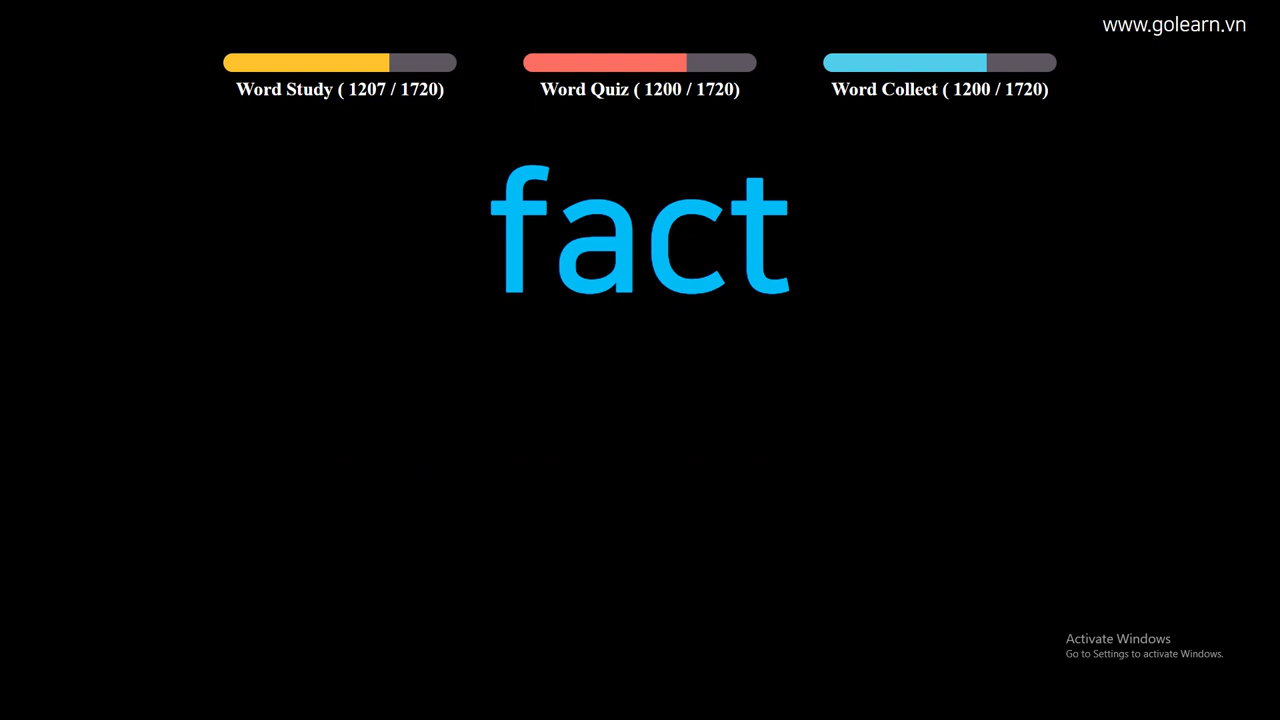 www.golearn.vn
Word Study ( 1207 / 1720)
Word Quiz ( 1200 / 1720)
Word Collect ( 1200 / 1720)
fact
Activate Windows
Go to Settings to activate Windows.